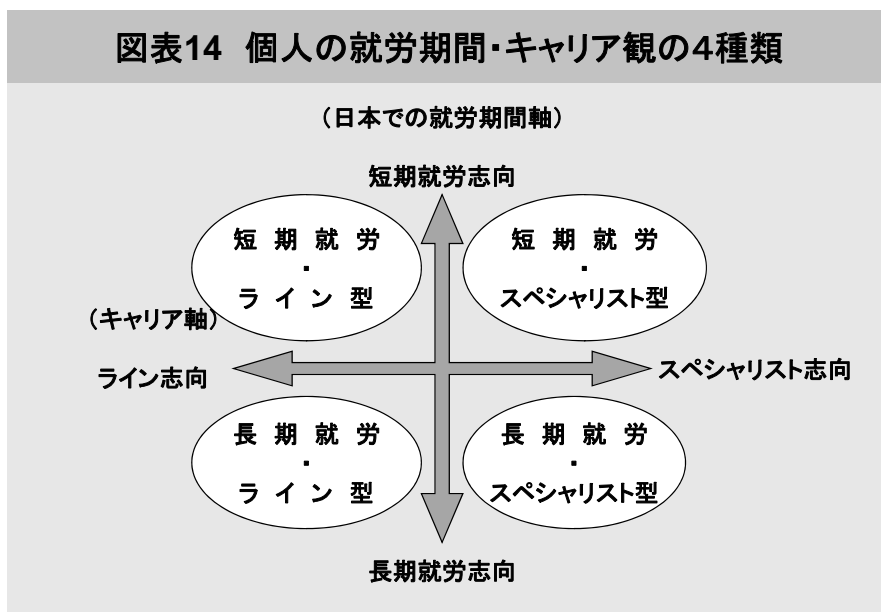 図表14 個人の就労期間・キャリア観の4種類
（日本での就労期間軸）
短期就労志向
短期就労
・
ライン型
短期就労
・
スペシャリスト型
（キャリア軸）
ライン志向
スペシャリスト志向
長期就労
・
ライン型
長期就労
・
スペシャリスト型
長期就労志向